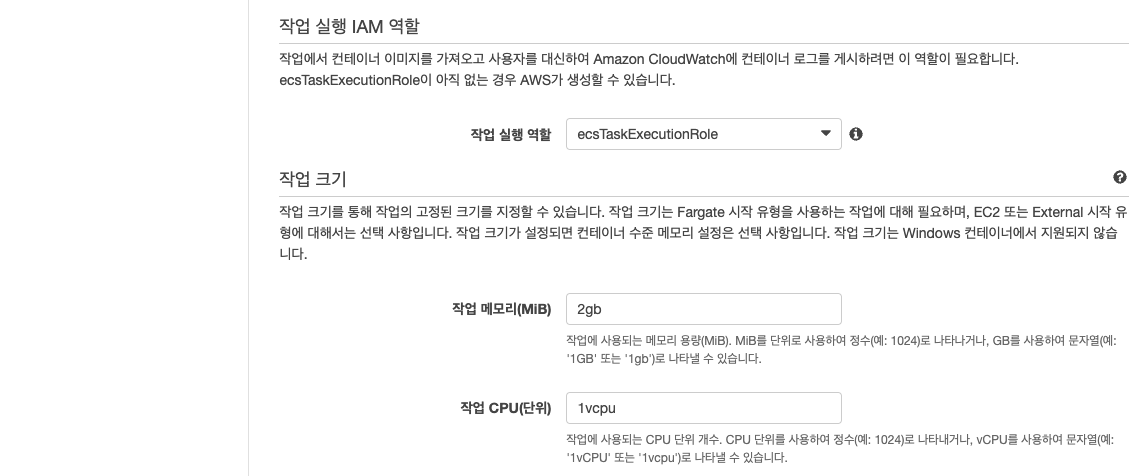 작업 실행 IAM 역할
작업에서 컨테이너 이미지를 가져오고 사용자를 대신하여 Amazon CloudWatch에 컨테이너 로그를 게시하려면 이 역할이 필요합니다.
ecsTaskExecutionRole이 아직 없는 경우 AWS가 생성할 수 있습니다.
작업 실행 역할 ecsTaskExecutionRole
작업 크기
작업 크기를 통해 작업의 고정된 크기를 지정할 수 있습니다. 작업 크기는 Fargate 시작 유형을 사용하는 작업에 대해 필요하며, EC2 또는 External 시작 유
형에 대해서는 선택 사항입니다. 작업 크기가 설정되면 컨테이너 수준 메모리 설정은 선택 사항입니다. 작업 크기는 Windows 컨테이너에서 지원되지 않습
니다.
작업 메모리(MiB) 2gb
작업에 사용되는 메모리 용량(MiB). MiB를 단위로 사용하여 정수(예: 1024)로 나타나거나, GB를 사용하여 문자열(예:
'1GB' 또는 '1gb')로 나타낼 수 있습니다.
작업 CPU(단위) 1vcpu
작업에 사용되는 CPU 단위 개수. CPU 단위를 사용하여 정수(예: 1024)로 나타내거나, vCPU를 사용하여 문자열(예:
'1vCPU' 또는 '1vcpu')로 나타낼 수 있습니다.